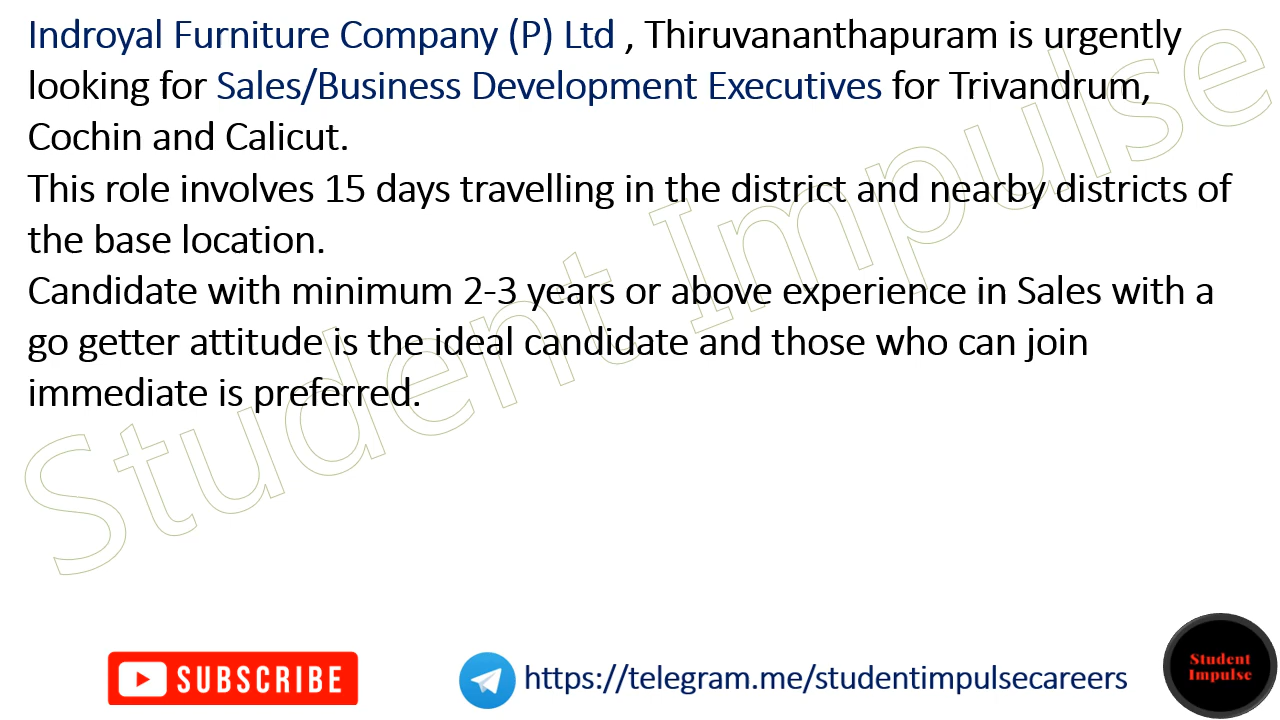 Indroyal Furniture Company (P) Ltd , Thiruvananthapuram is urgently
looking for Sales/Business Development Executives for Trivandrum,
Cochin and Calicut.
This role involves 15 days travelling in the district and nearby districts of
the base location.
Candidate with minimum 2-3 years or above experience in Sales with a
go getter attitude is the ideal candidate and those who can join
immediate is preferred.
Student Impulse
SUBSCRIBE
https://telegram.me/studentimpulsecareers
Student
Impulse